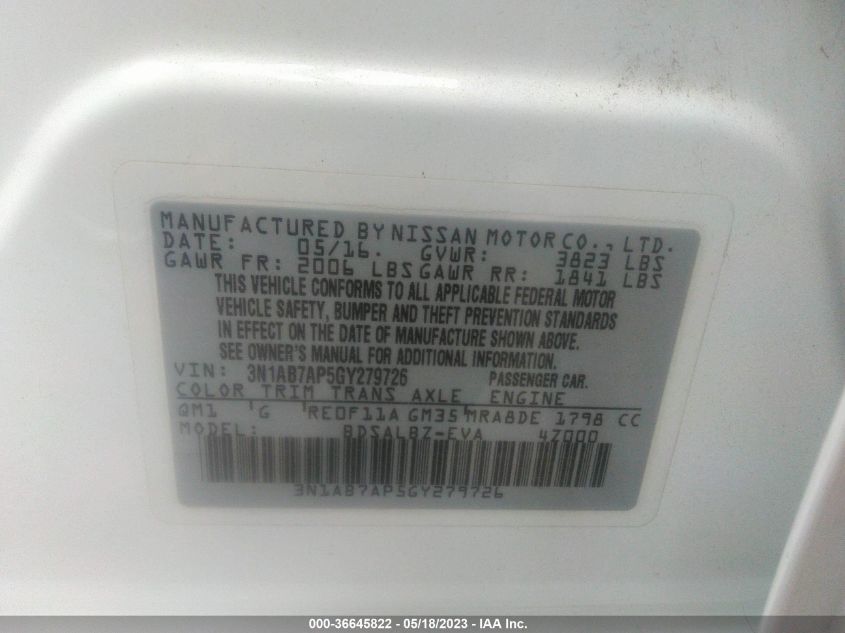 MANUFACTURED BY NISSAN MOTOR CO., LTD.
DATE: 05/16. GVWR: 3823 LBS
GAWR FR: 2006 LBS GAWR RR: 1841 LBS
THIS VEHICLE CONFORMS TO ALL APPLICABLE FEDERAL MOTOR
VEHICLE SAFETY, BUMPER AND THEFT PREVENTION STANDARDS
IN EFFECT ON THE DATE OF MANUFACTURE SHOWN ABOVE.
SEE OWNER'S MANUAL FOR ADDITIONAL INFORMATION.
VIN: 3N1AB7AP5GY279726 PASSENGER CAR.
COLOR TRIM TRANS AXLE ENGINE
QM1 G RE0F11A GM35 MRA8DE 1798 CC
MODEL: BDSALBZ-EVA 4Z000
3N1AB7AP5GY279726
000-36645822 - 05/18/2023 - IAA Inc.